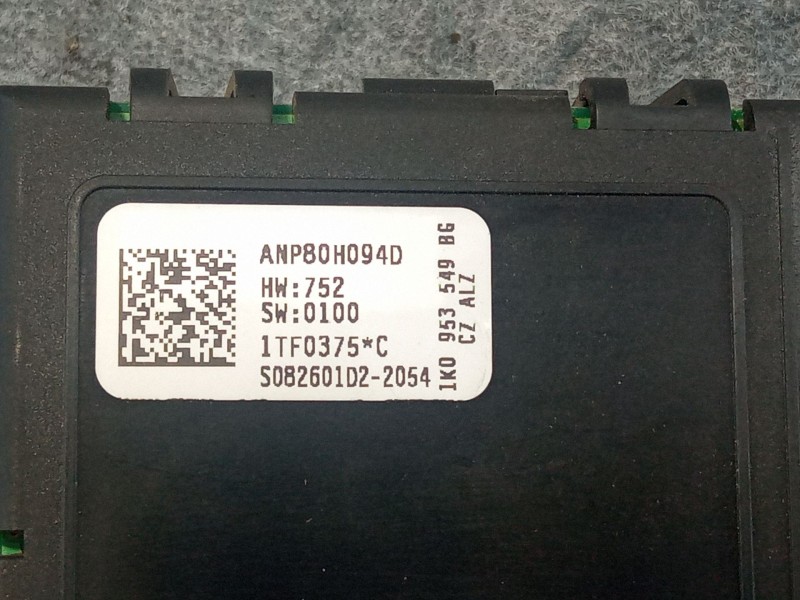 ANP80H094D
HW:752
SW:0100
1TF0375*C
S082601D2-2054
1K0 953 549 BG
CZ ALZ